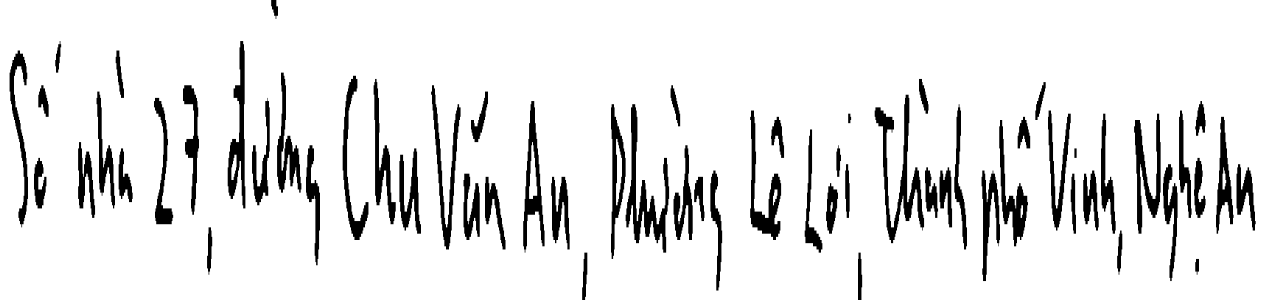 Số nhà 27, đường Chu Văn An, Phường Lê Lợi, Thành phố Vinh, Nghệ An